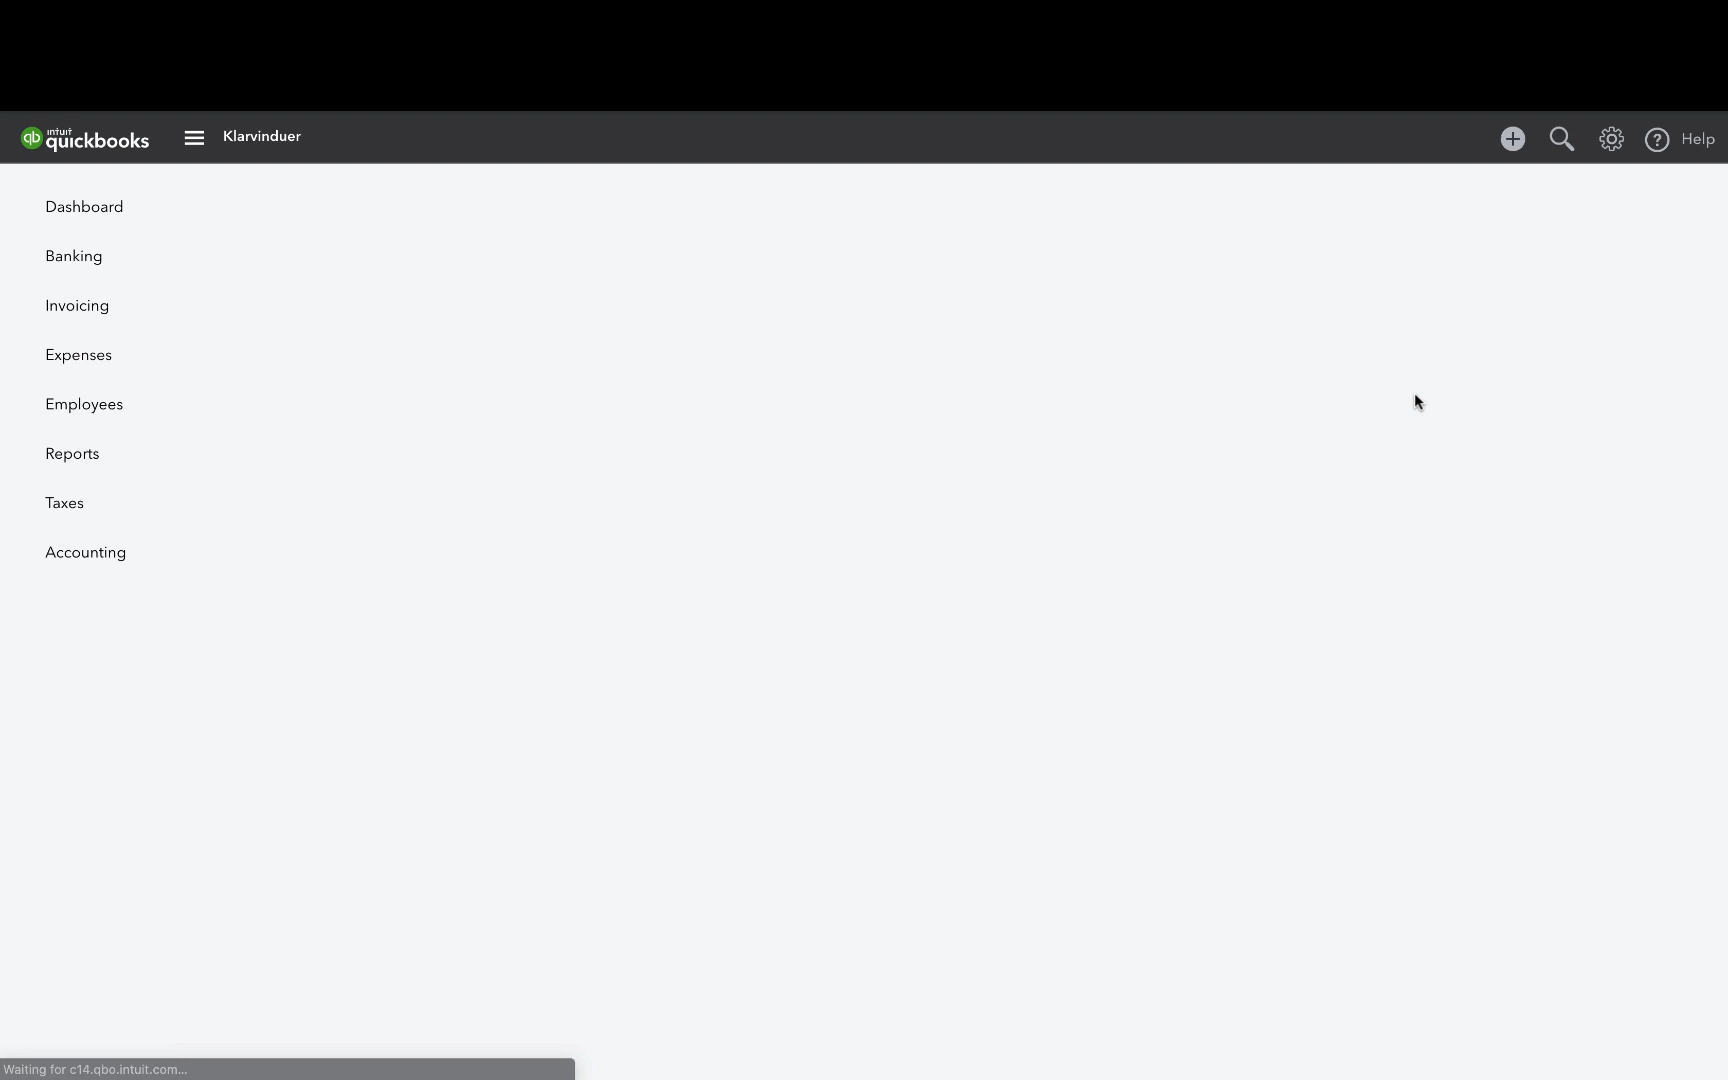 intuit
quickbooks
Klarvinduer
Help
Dashboard
Banking
Invoicing
Expenses
Employees
Reports
Taxes
Accounting
Waiting for c14.qbo.intuit.com...